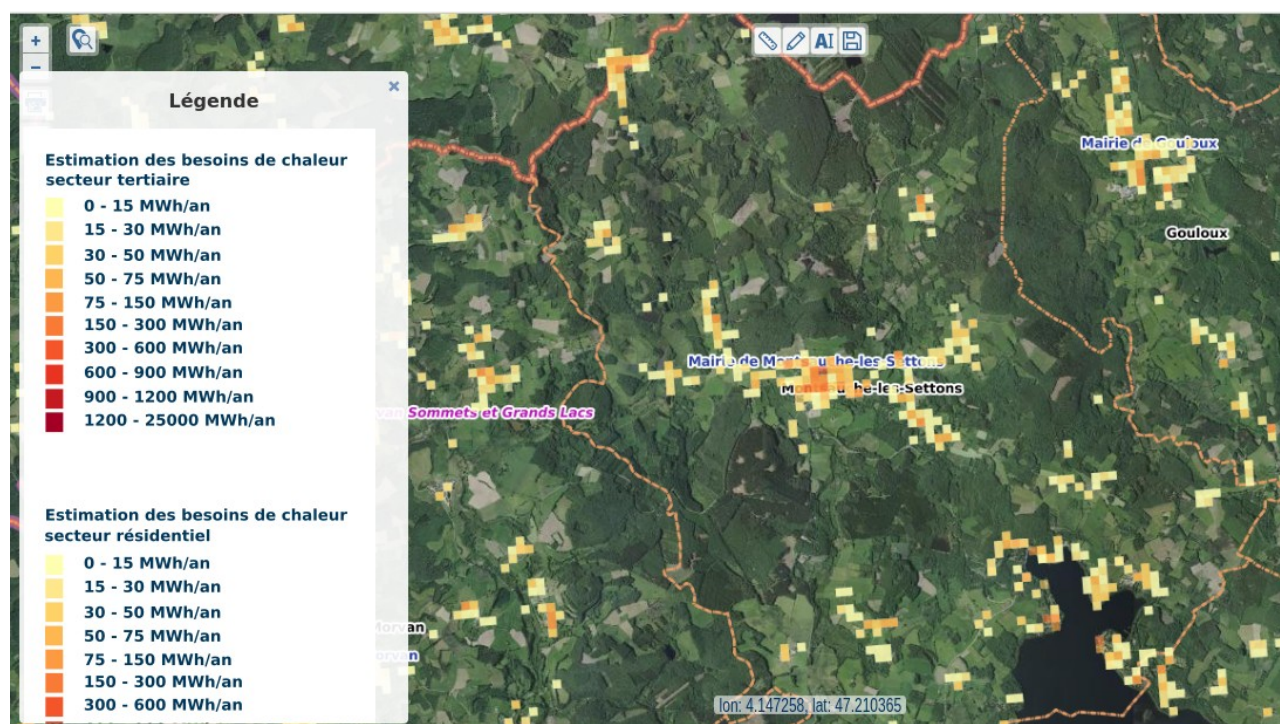 +
−
AI
Légende
×
Estimation des besoins de chaleur
secteur tertiaire
0 - 15 MWh/an
15 - 30 MWh/an
30 - 50 MWh/an
50 - 75 MWh/an
75 - 150 MWh/an
150 - 300 MWh/an
300 - 600 MWh/an
600 - 900 MWh/an
900 - 1200 MWh/an
1200 - 25000 MWh/an
Estimation des besoins de chaleur
secteur résidentiel
0 - 15 MWh/an
15 - 30 MWh/an
30 - 50 MWh/an
50 - 75 MWh/an
75 - 150 MWh/an
150 - 300 MWh/an
300 - 600 MWh/an
Mairie de Gouloux
Gouloux
Mairie de Montsauche-les-Settons
Montsauche-les-Settons
Sommets et Grands Lacs
Morvan
lon: 4.147258, lat: 47.210365